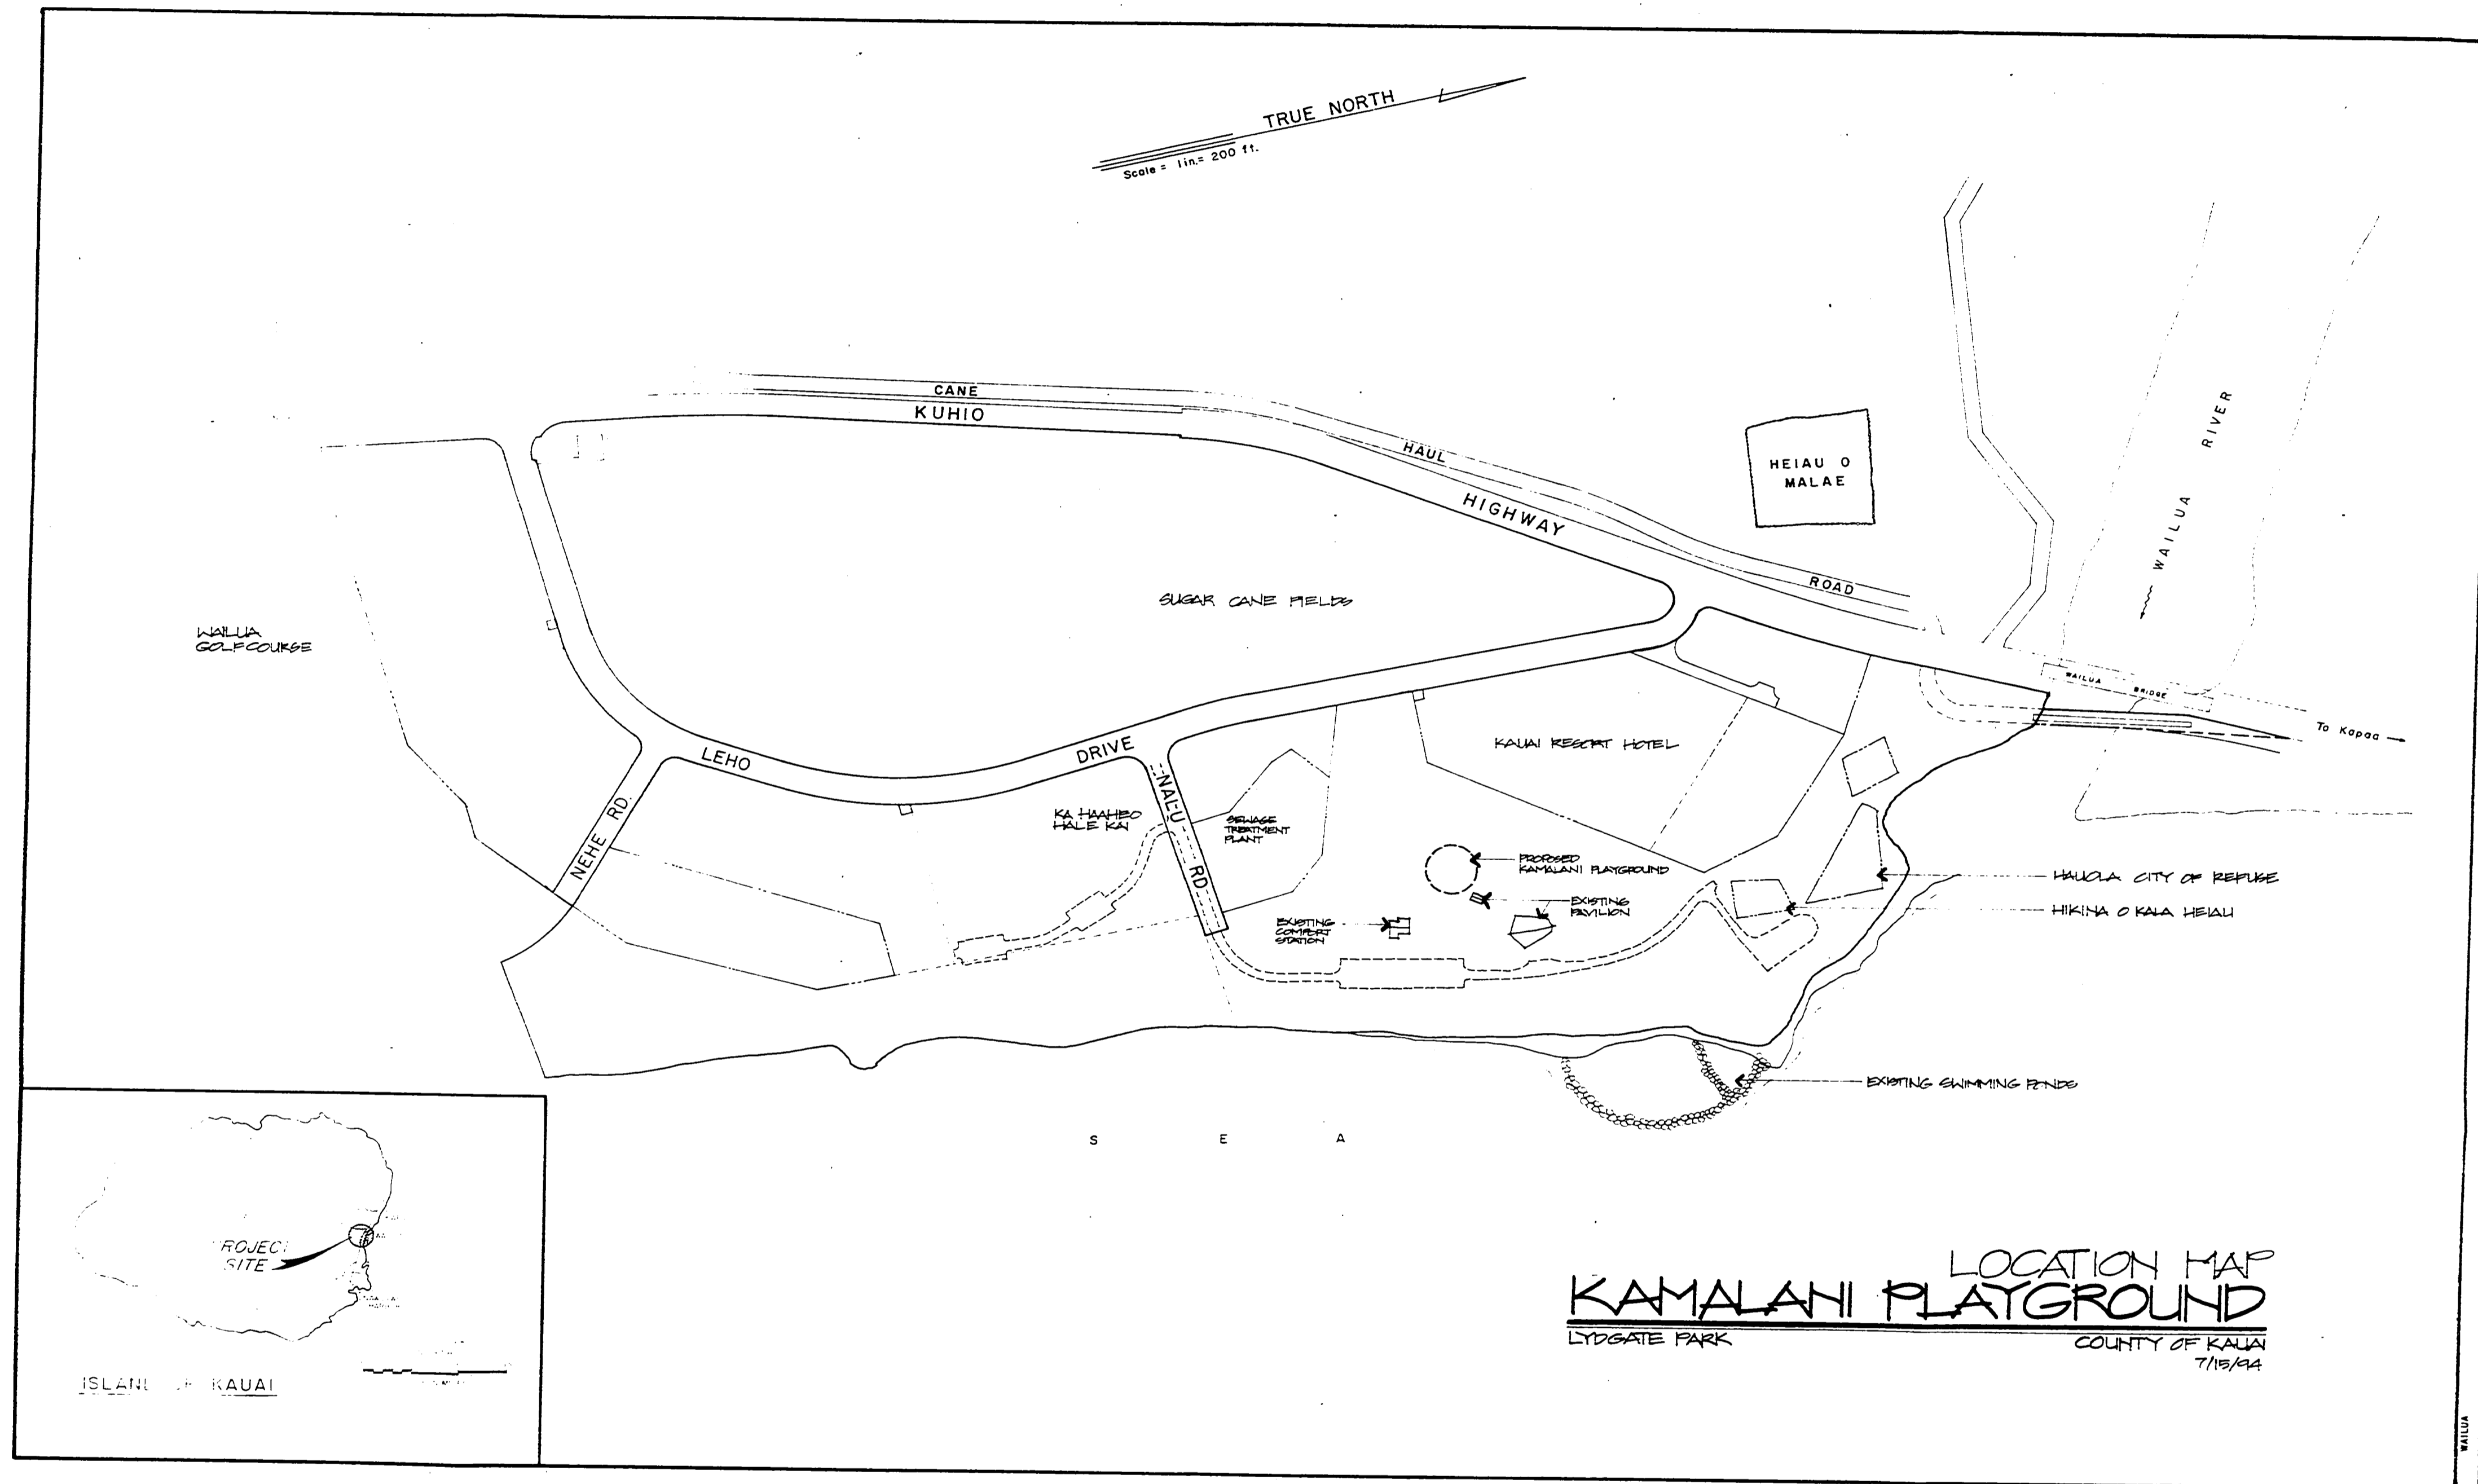 TRUE NORTH
Scale = 1in.= 200 ft.
CANE
KUHIO
HAUL
HIGHWAY
ROAD
HEIAU O
MALAE
WAILUA RIVER
SUGAR CANE FIELDS
WAILUA
GOLFCOURSE
WAILUA BRIDGE
To Kapaa
LEHO
DRIVE
NEHE RD.
NALU RD.
KA HAAHEO
HALE KAI
SEWAGE
TREATMENT
PLANT
KAUAI RESORT HOTEL
PROPOSED
KAMALANI PLAYGROUND
EXISTING
PAVILION
EXISTING
COMFORT
STATION
HAUOLA CITY OF REFUGE
HIKINA O KALA HEIAU
EXISTING SWIMMING PONDS
S E A
ROJEC
SITE
ISLAN KAUAI
LOCATION MAP
KAMALANI PLAYGROUND
LYDGATE PARK
COUNTY OF KAUAI
7/15/94
WAILUA